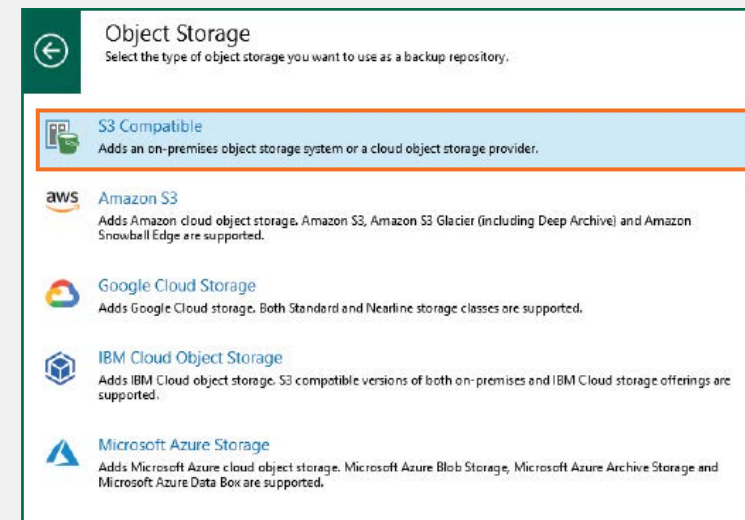 Object Storage
Select the type of object storage you want to use as a backup repository.
S3 Compatible
Adds an on-premises object storage system or a cloud object storage provider.
aws
Amazon S3
Adds Amazon cloud object storage. Amazon S3, Amazon S3 Glacier (including Deep Archive) and Amazon
Snowball Edge are supported.
Google Cloud Storage
Adds Google Cloud storage. Both Standard and Nearline storage classes are supported.
IBM Cloud Object Storage
Adds IBM Cloud object storage. S3 compatible versions of both on-premises and IBM Cloud storage offerings are
supported.
Microsoft Azure Storage
Adds Microsoft Azure cloud object storage. Microsoft Azure Blob Storage, Microsoft Azure Archive Storage and
Microsoft Azure Data Box are supported.